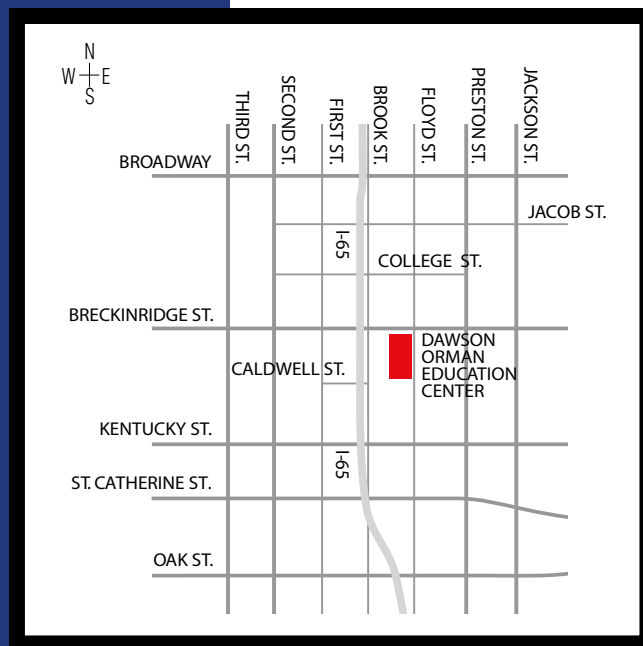 N
W E
S
THIRD ST.
SECOND ST.
FIRST ST.
BROOK ST.
FLOYD ST.
PRESTON ST.
JACKSON ST.
BROADWAY
JACOB ST.
I-65
COLLEGE ST.
BRECKINRIDGE ST.
DAWSON
ORMAN
EDUCATION
CENTER
CALDWELL ST.
KENTUCKY ST.
I-65
ST. CATHERINE ST.
OAK ST.